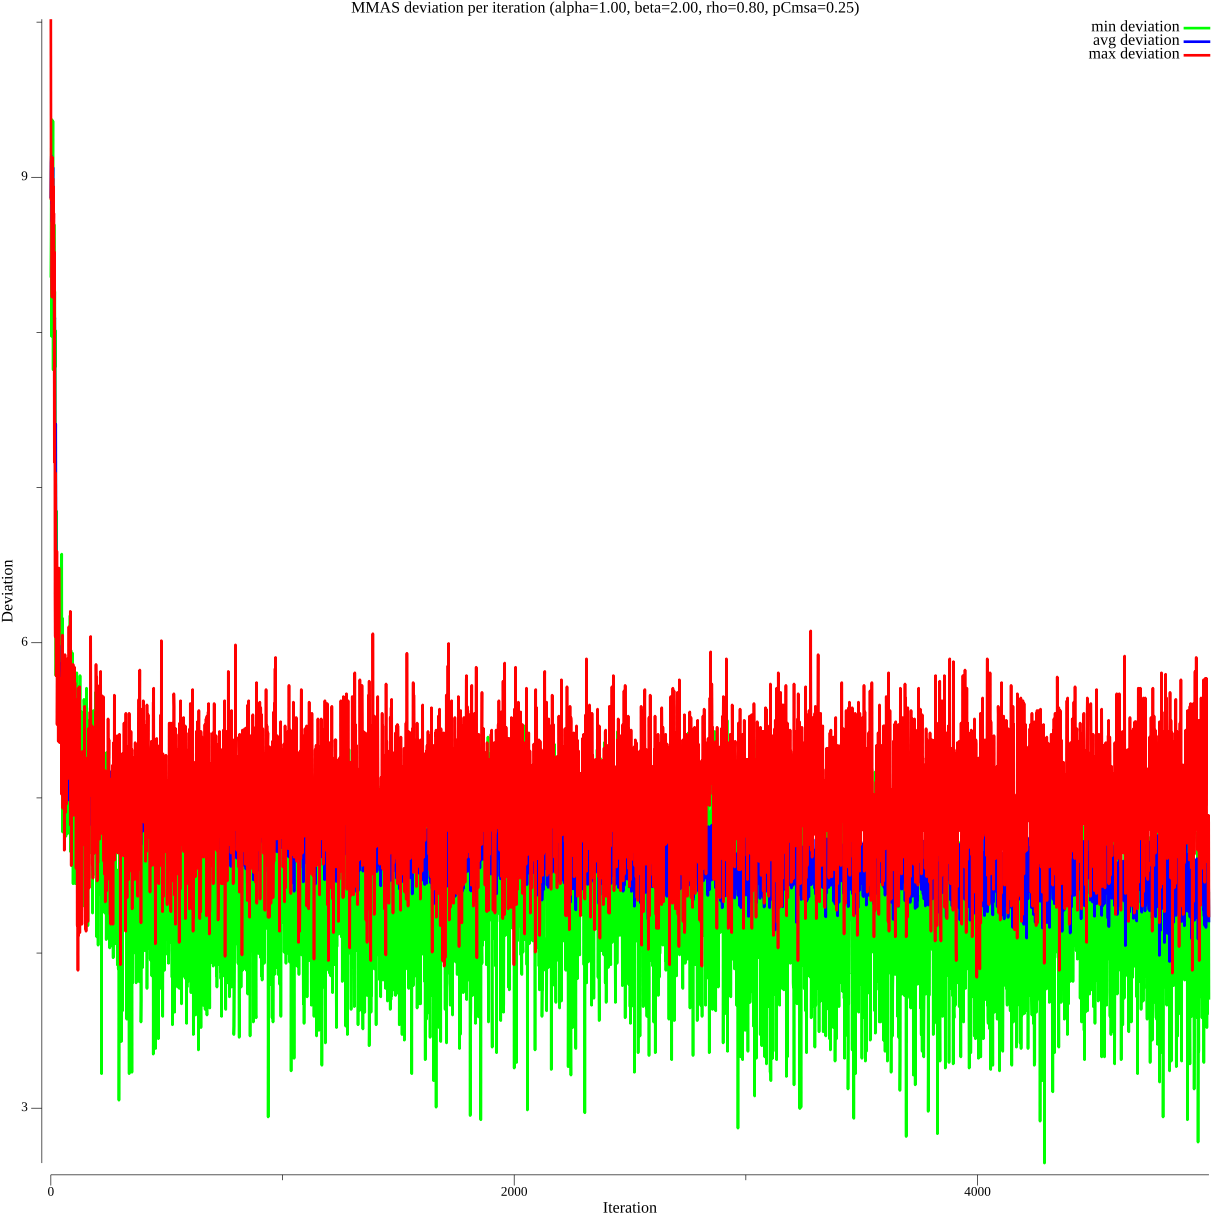 MMAS deviation per iteration (alpha=1.00, beta=2.00, rho=0.80, pCmsa=0.25)
min deviation
avg deviation
max deviation
9
6
3
Deviation
0
2000
4000
Iteration